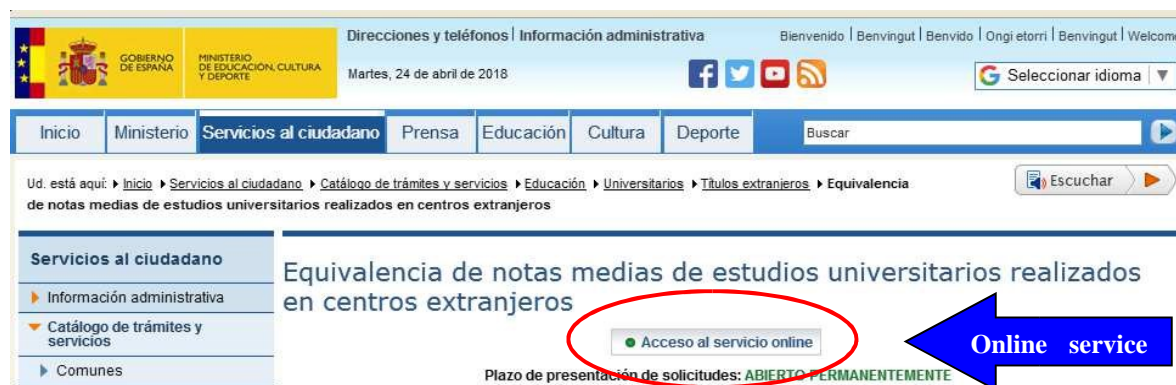 Direcciones y teléfonos | Información administrativa
Bienvenido | Benvingut | Benvido | Ongi etorri | Benvingut | Welcome
GOBIERNO DE ESPAÑA
MINISTERIO DE EDUCACIÓN, CULTURA Y DEPORTE
Martes, 24 de abril de 2018
Seleccionar idioma
Inicio Ministerio Servicios al ciudadano Prensa Educación Cultura Deporte Buscar
Ud. está aquí: Inicio Servicios al ciudadano Catálogo de trámites y servicios Educación Universitarios Títulos extranjeros Equivalencia
de notas medias de estudios universitarios realizados en centros extranjeros
Escuchar
Servicios al ciudadano
Información administrativa
Catálogo de trámites y
servicios
Comunes
Equivalencia de notas medias de estudios universitarios realizados
en centros extranjeros
Acceso al servicio online
Plazo de presentación de solicitudes: ABIERTO PERMANENTEMENTE
Online service